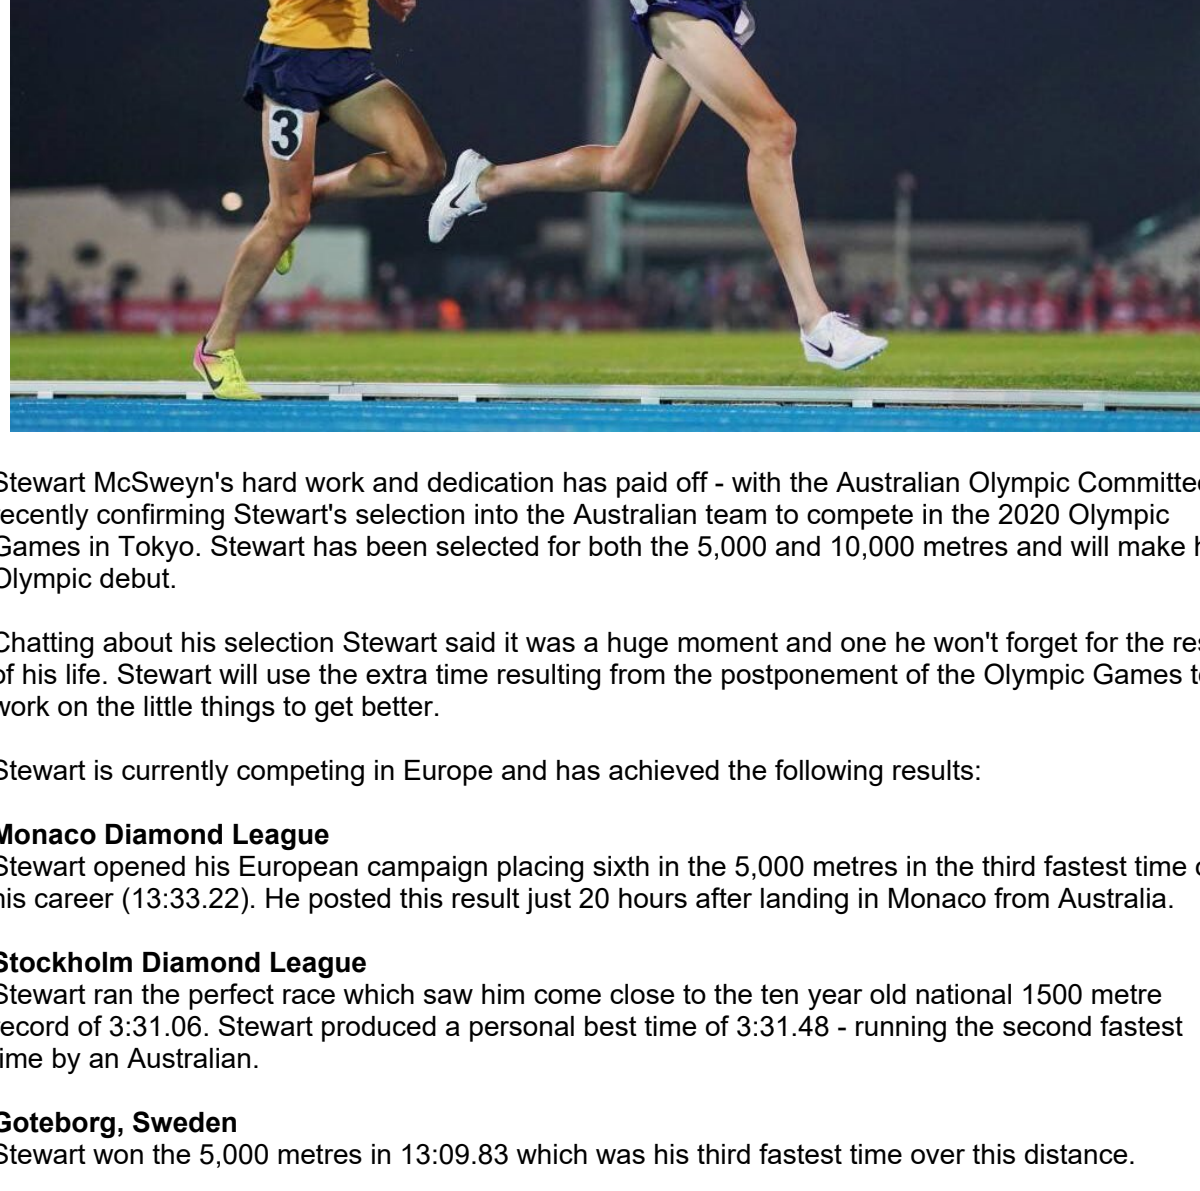 3
Stewart McSweyn's hard work and dedication has paid off - with the Australian Olympic Committee
recently confirming Stewart's selection into the Australian team to compete in the 2020 Olympic
Games in Tokyo. Stewart has been selected for both the 5,000 and 10,000 metres and will make
Olympic debut.
Chatting about his selection Stewart said it was a huge moment and one he won't forget for the
of his life. Stewart will use the extra time resulting from the postponement of the Olympic Games
work on the little things to get better.
Stewart is currently competing in Europe and has achieved the following results:
Monaco Diamond League
Stewart opened his European campaign placing sixth in the 5,000 metres in the third fastest time
his career (13:33.22). He posted this result just 20 hours after landing in Monaco from Australia.
Stockholm Diamond League
Stewart ran the perfect race which saw him come close to the ten year old national 1500 metre
record of 3:31.06. Stewart produced a personal best time of 3:31.48 - running the second fastest
time by an Australian.
Goteborg, Sweden
Stewart won the 5,000 metres in 13:09.83 which was his third fastest time over this distance.